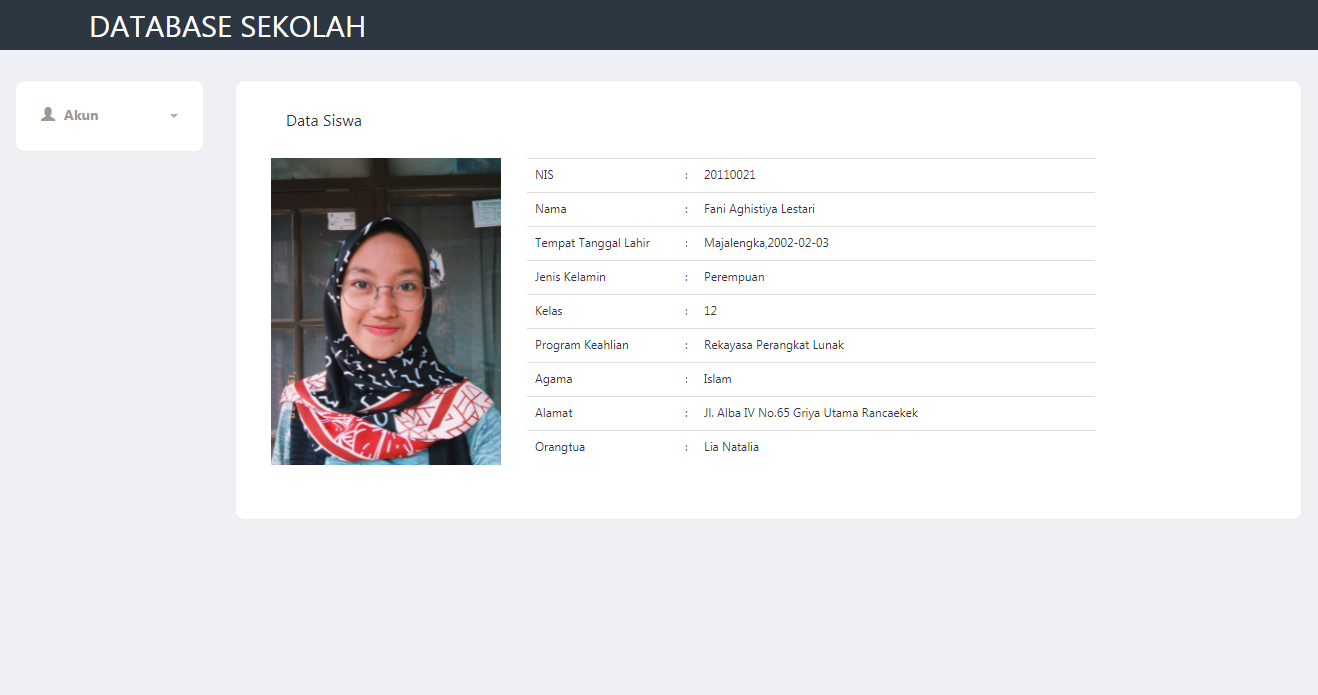 DATABASE SEKOLAH
Akun
Data Siswa
NIS : 20110021
Nama : Fani Aghistiya Lestari
Tempat Tanggal Lahir : Majalengka,2002-02-03
Jenis Kelamin : Perempuan
Kelas : 12
Program Keahlian : Rekayasa Perangkat Lunak
Agama : Islam
Alamat : Jl. Alba IV No.65 Griya Utama Rancaekek
Orangtua : Lia Natalia